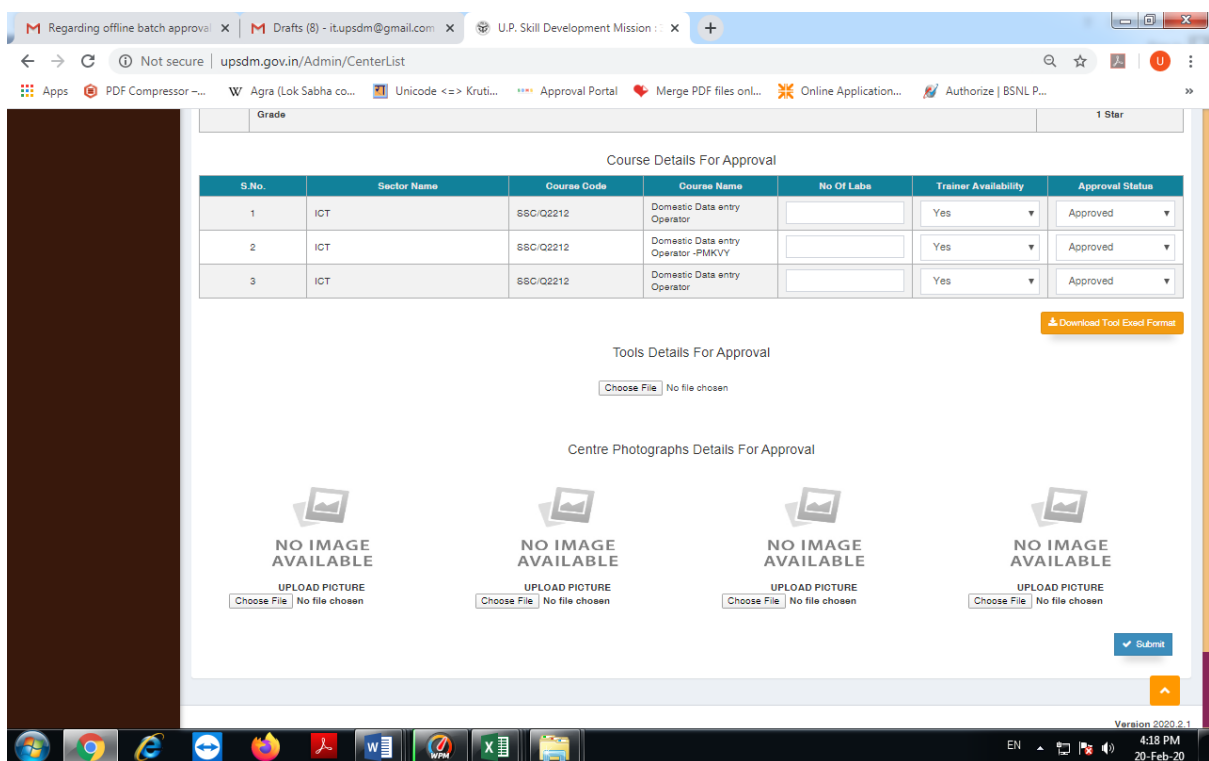 Regarding offline batch approval
Drafts (8) - it.upsdm@gmail.com
U.P. Skill Development Mission :
Not secure | upsdm.gov.in/Admin/CenterList
U
Apps
PDF Compressor –...
W Agra (Lok Sabha co...
Unicode <=> Kruti...
Approval Portal
Merge PDF files onl...
Online Application...
Authorize | BSNL P...
»
Grade 1 Star
Course Details For Approval
S.No. Sector Name Course Code Course Name No Of Labs Trainer Availability Approval Status
1 ICT SSC/Q2212 Domestic Data entry Operator Yes Approved
2 ICT SSC/Q2212 Domestic Data entry Operator -PMKVY Yes Approved
3 ICT SSC/Q2212 Domestic Data entry Operator Yes Approved
Download Tool Execl Format
Tools Details For Approval
Choose File No file chosen
Centre Photographs Details For Approval
NO IMAGE AVAILABLE NO IMAGE AVAILABLE NO IMAGE AVAILABLE NO IMAGE AVAILABLE
UPLOAD PICTURE UPLOAD PICTURE UPLOAD PICTURE UPLOAD PICTURE
Choose File No file chosen Choose File No file chosen Choose File No file chosen Choose File No file chosen
Submit
Version 2020.2.1
WPM
EN
4:18 PM
20-Feb-20